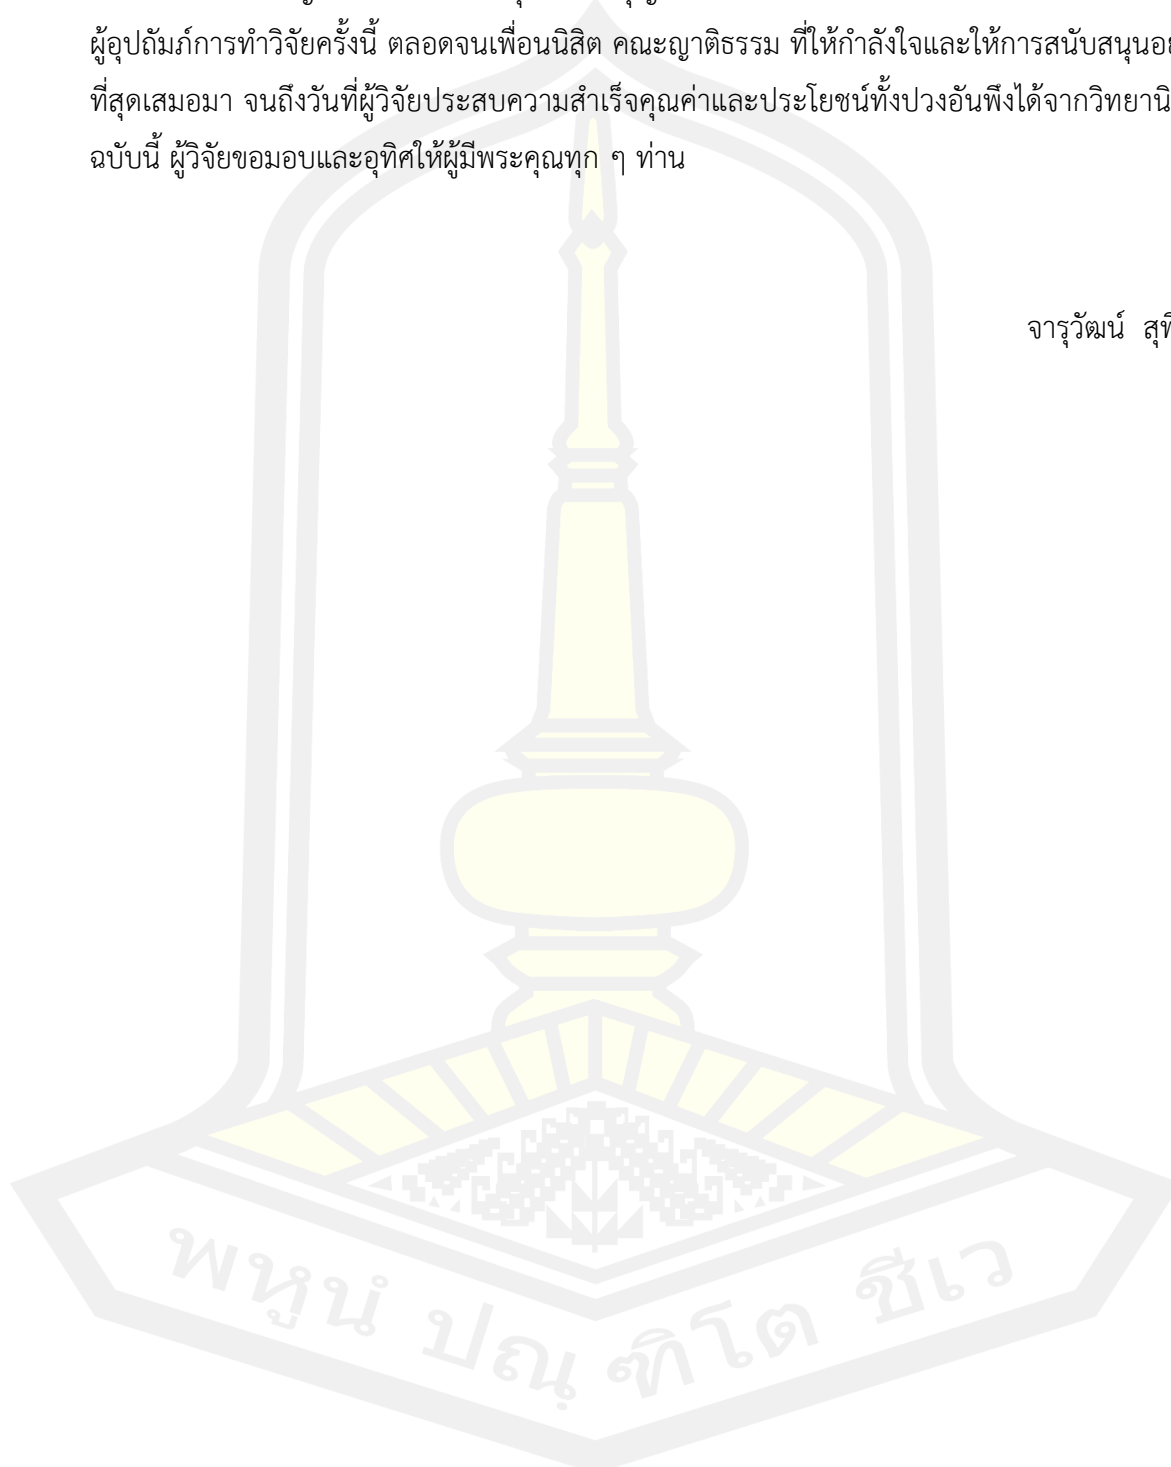 ผู้อุปถัมภ์การทำวิจัยครั้งนี้ ตลอดจนเพื่อนนิสิต คณะญาติธรรม ที่ให้กำลังใจและให้การสนับสนุน
ที่สุดเสมอมา จนถึงวันที่ผู้วิจัยประสบความสำเร็จคุณค่าและประโยชน์ทั้งปวงอันพึงได้จาก
ฉบับนี้ ผู้วิจัยขอมอบและอุทิศให้ผู้มีพระคุณทุก ๆ ท่าน
จารุวัฒน์
พหูนํ ปณฺฑิโต ชีเว